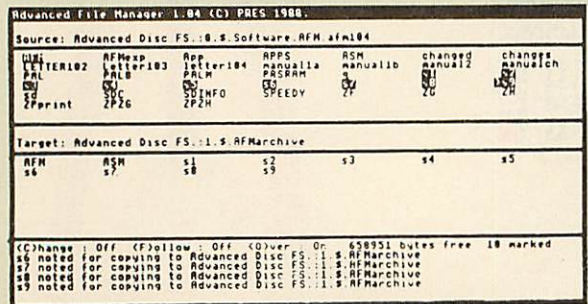 Advanced File Manager 1.04 (C) PRES 1988.
Source: Advanced Disc FS.:0.$.Software.AFM.afm104
AFMexp App APPS ASM changed changes
LETTER102 Letter103 letter104 manual1a manual1b manual2 manualch
PAL PALB PALM PASRAM
sd SDC SDINFO SPEEDY ZF ZG ZH
ZPprint ZPZG ZPZH
Target: Advanced Disc FS.:1.$.AFMarchive
AFM ASM s1 s2 s3 s4 s5
s6 s7 s8 s9
(C)hange : Off (F)ollow : Off (O)ver : On 658951 bytes free 10 marked
s6 noted for copying to Advanced Disc FS.:1.$.AFMarchive
s7 noted for copying to Advanced Disc FS.:1.$.AFMarchive
s8 noted for copying to Advanced Disc FS.:1.$.AFMarchive
s9 noted for copying to Advanced Disc FS.:1.$.AFMarchive